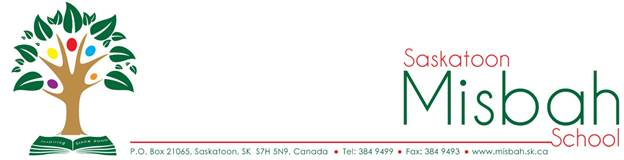 Saskatoon
Misbah
School
P.O. Box 21065, Saskatoon, SK S7H 5N9, Canada • Tel: 384 9499 • Fax: 384 9493 • www.misbah.sk.ca